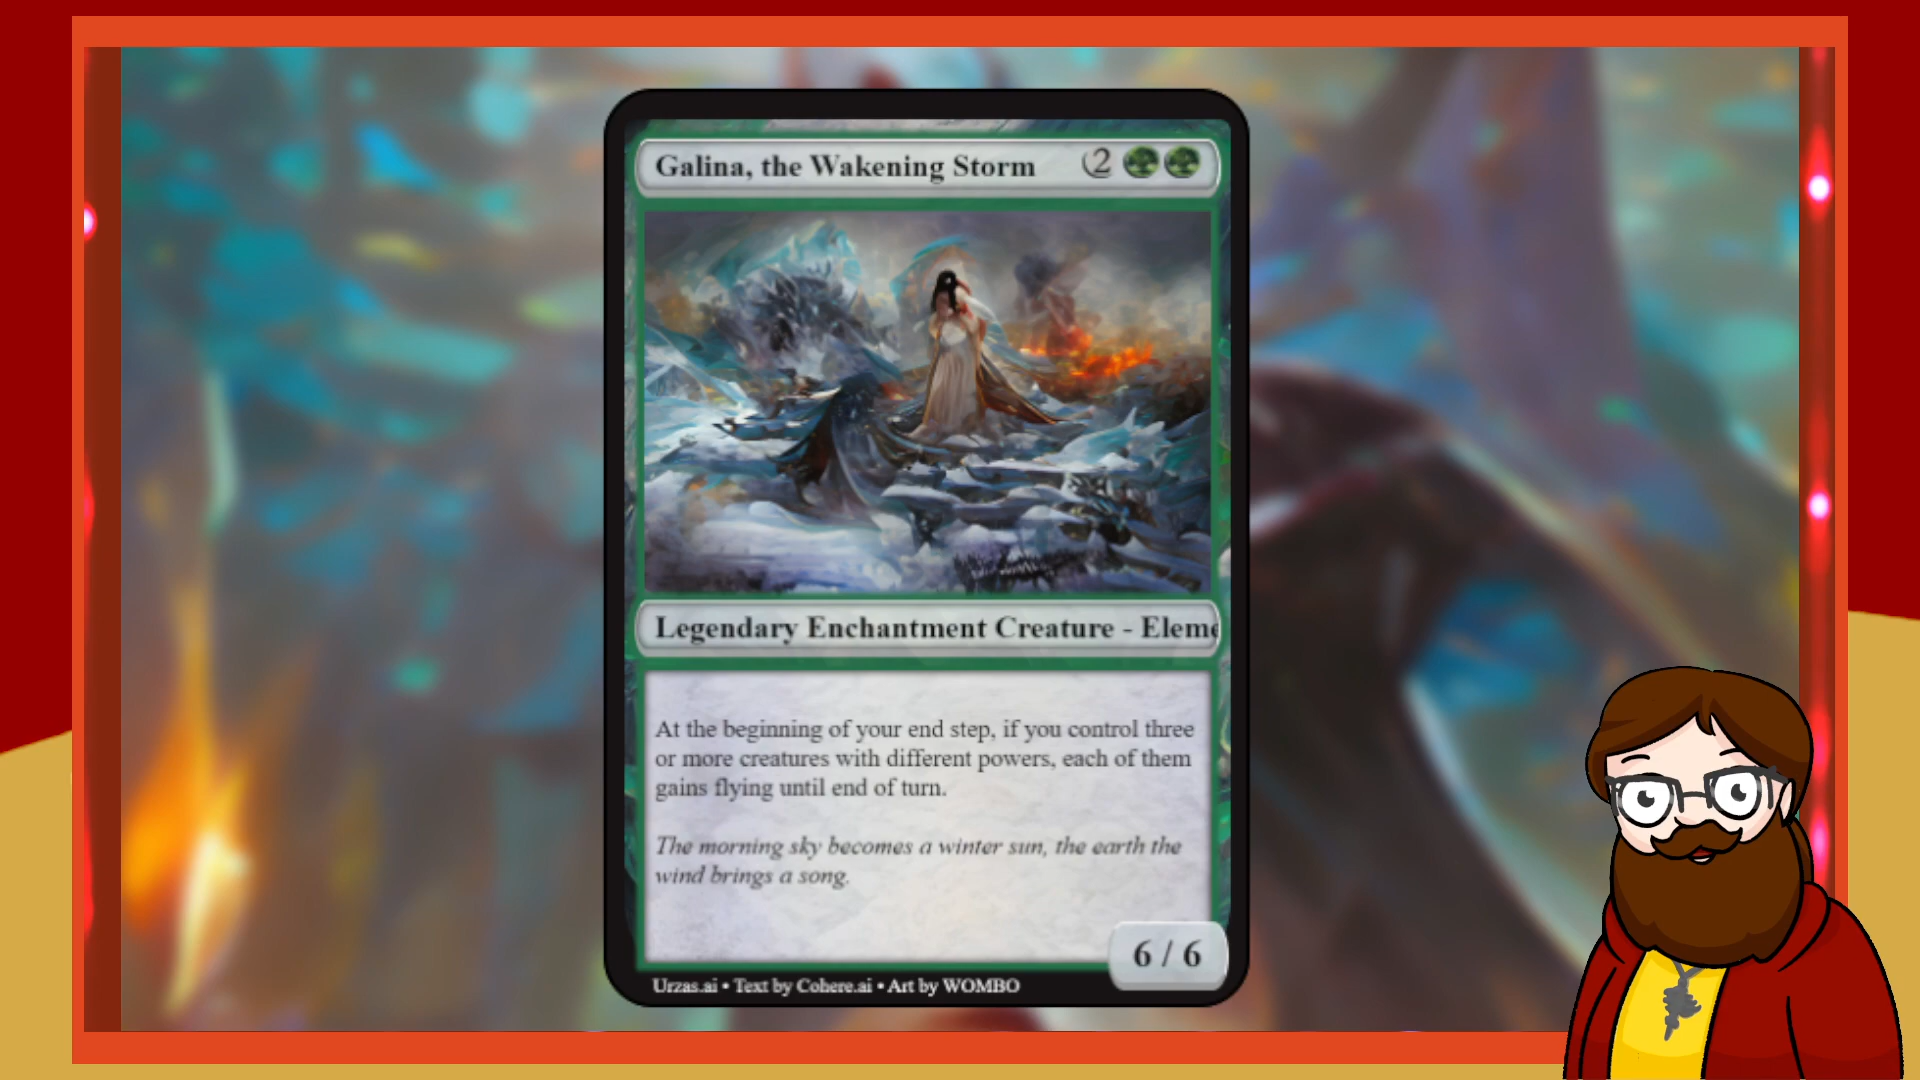 Galina, the Wakening Storm 2
Legendary Enchantment Creature - Eleme
At the beginning of your end step, if you control three
or more creatures with different powers, each of them
gains flying until end of turn.
The morning sky becomes a winter sun, the earth the
wind brings a song.
6 / 6
Urzas.ai • Text by Cohere.ai • Art by WOMBO